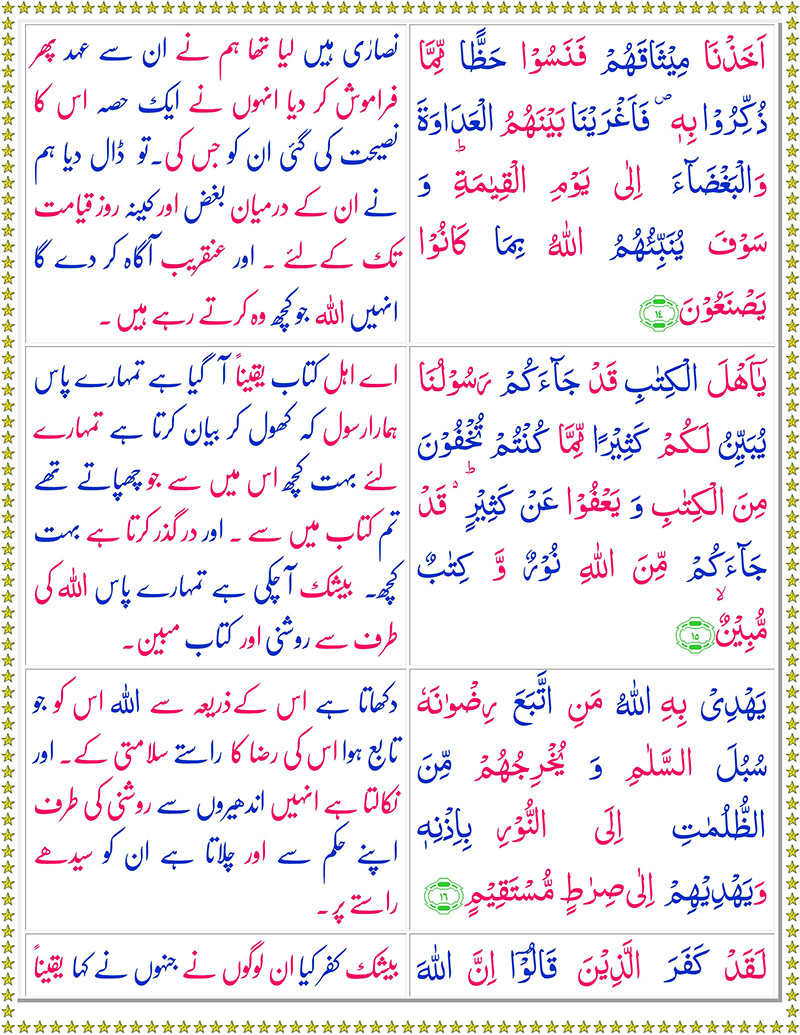 اَخَذْنَا مِيْثَاقَهُمْ فَنَسُوْا حَظًّا مِّمَّا
ذُكِّرُوْا بِهٖ ۪ فَاَغْرَيْنَا بَيْنَهُمُ الْعَدَاوَةَ
وَالْبَغْضَآءَ اِلٰى يَوْمِ الْقِيٰمَةِ ؕ وَ
سَوْفَ يُنَبِّئُهُمُ اللّٰهُ بِمَا كَانُوْا
يَصْنَعُوْنَ ﴿١٤﴾
نصارٰی ہیں لیا تھا ہم نے ان سے عہد پھر
فراموش کر دیا انہوں نے ایک حصہ اس کا
نصیحت کی گئی ان کو جس کی۔ تو ڈال دیا ہم
نے ان کے درمیان بغض اور کینہ روز قیامت
تک کے لئے ۔ اور عنقریب آگاہ کر دے گا
انہیں اللہ جو کچھ وہ کرتے رہے ہیں ۔
يٰۤاَهْلَ الْكِتٰبِ قَدْ جَآءَكُمْ رَسُوْلُنَا
يُبَيِّنُ لَكُمْ كَثِيْرًا مِّمَّا كُنْتُمْ تُخْفُوْنَ
مِنَ الْكِتٰبِ وَ يَعْفُوْا عَنْ كَثِيْرٍ ؕ۬ قَدْ
جَآءَكُمْ مِّنَ اللّٰهِ نُوْرٌ وَّ كِتٰبٌ
مُّبِيْنٌ ۙ﴿١٥﴾
اے اہل کتاب یقیناً آ گیا ہے تمہارے پاس
ہمارا رسول کہ کھول کر بیان کرتا ہے تمہارے
لئے بہت کچھ اس میں سے جو چھپاتے تھے
تم کتاب میں سے ۔ اور درگذر کرتا ہے بہت
کچھ۔ بیشک آ چکی ہے تمہارے پاس اللہ کی
طرف سے روشنی اور کتاب مبین۔
يَهْدِىْ بِهِ اللّٰهُ مَنِ اتَّبَعَ رِضْوَانَهٗ
سُبُلَ السَّلٰمِ وَ يُخْرِجُهُمْ مِّنَ
الظُّلُمٰتِ اِلَى النُّوْرِ بِاِذْنِهٖ
وَيَهْدِيْهِمْ اِلٰى صِرَاطٍ مُّسْتَقِيْمٍ ﴿١٦﴾
دکھاتا ہے اس کے ذریعہ سے اللہ اس کو جو
تابع ہوا اس کی رضا کا راستے سلامتی کے۔ اور
نکالتا ہے انہیں اندھیروں سے روشنی کی طرف
اپنے حکم سے اور چلاتا ہے ان کو سیدھے
راستے پر۔
لَقَدْ كَفَرَ الَّذِيْنَ قَالُوْۤا اِنَّ اللّٰهَ
بیشک کفر کیا ان لوگوں نے جنہوں نے کہا یقیناً